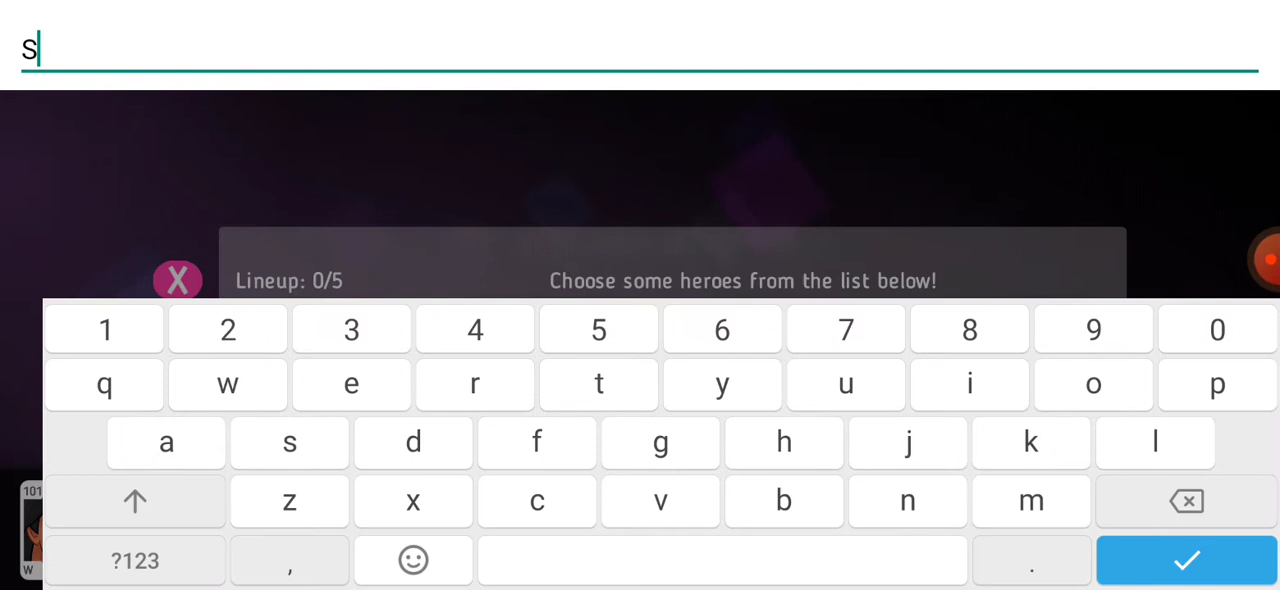 S
X Lineup: 0/5 Choose some heroes from the list below!
1 2 3 4 5 6 7 8 9 0
q w e r t y u i o p
a s d f g h j k l
101
z x c v b n m
W
?123 , .